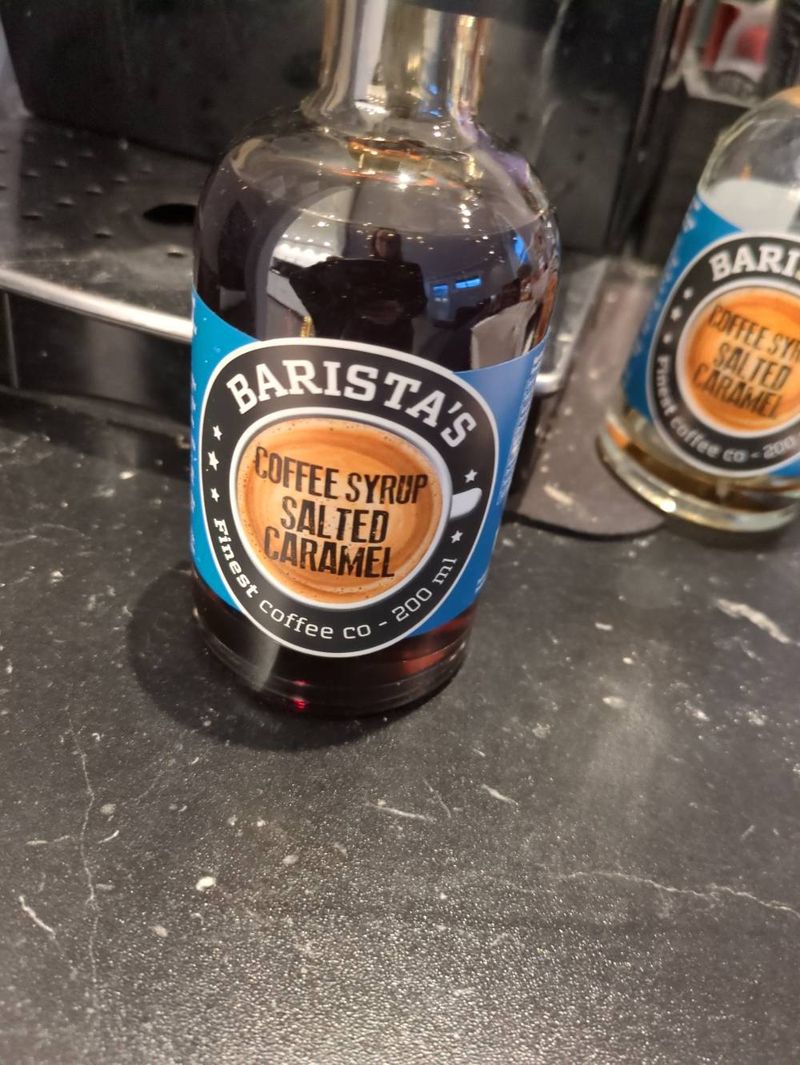 BARISTA'S
COFFEE SYRUP
SALTED
CARAMEL
Finest coffee co - 200 ml
BARIS
COFFEE SYR
SALTED
CARAMEL
Finest coffee co - 200